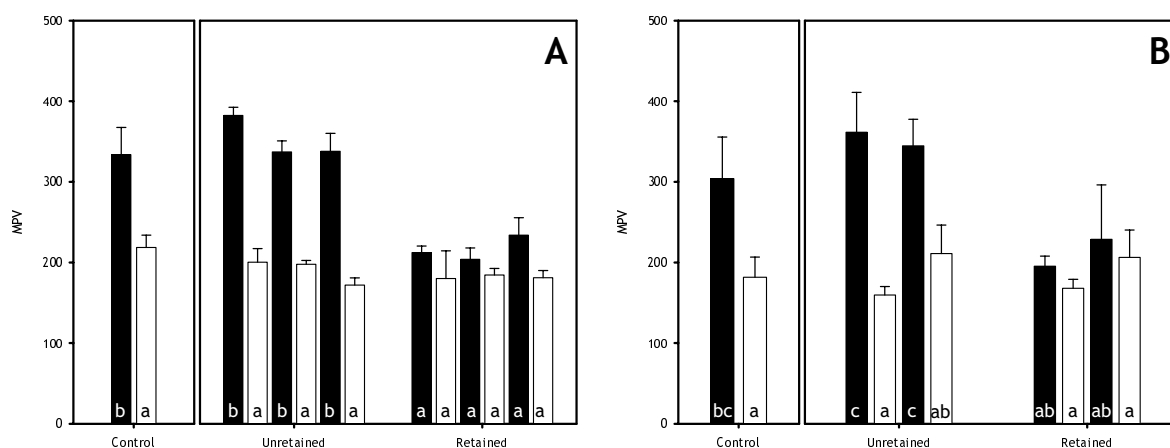 500
400
300
200
100
0
MPV
A
b a b a b a b a a a a a a a
Control Unretained Retained
500
400
300
200
100
0
MPV
B
bc a c a c ab ab a ab a
Control Unretained Retained